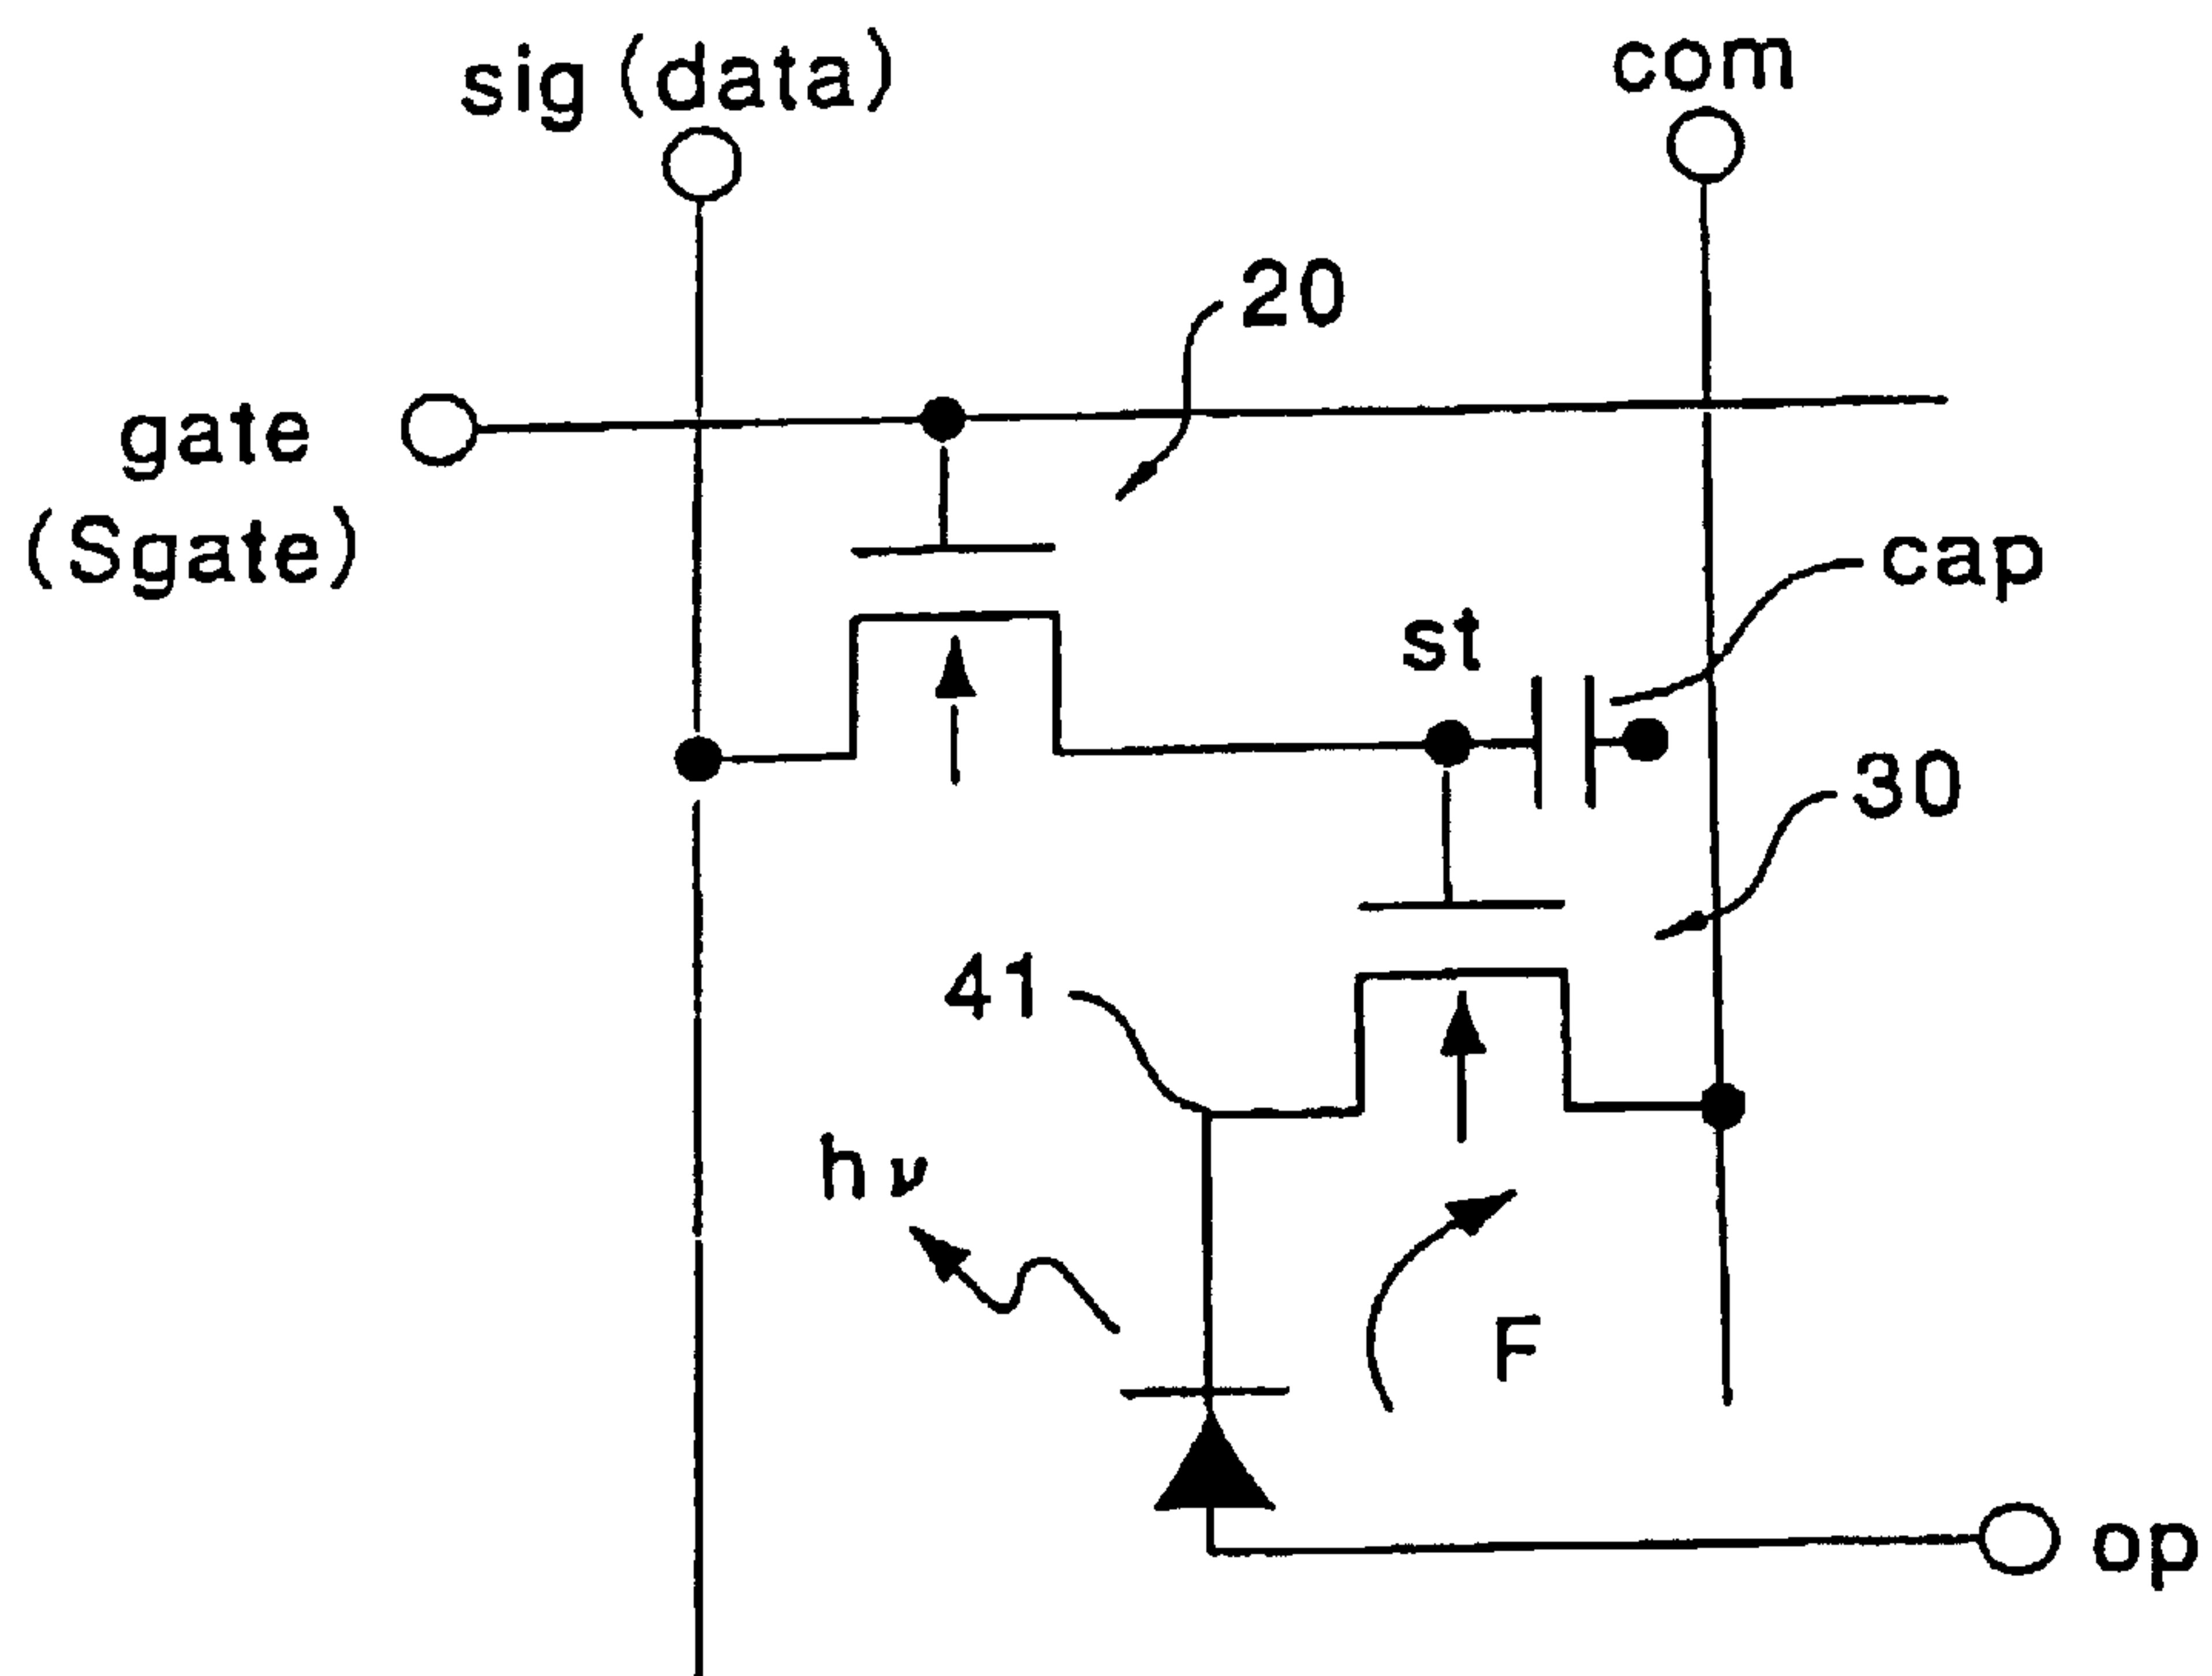 sig (data)
com
20
gate
(Sgate)
cap
st
30
41
hν
F
op